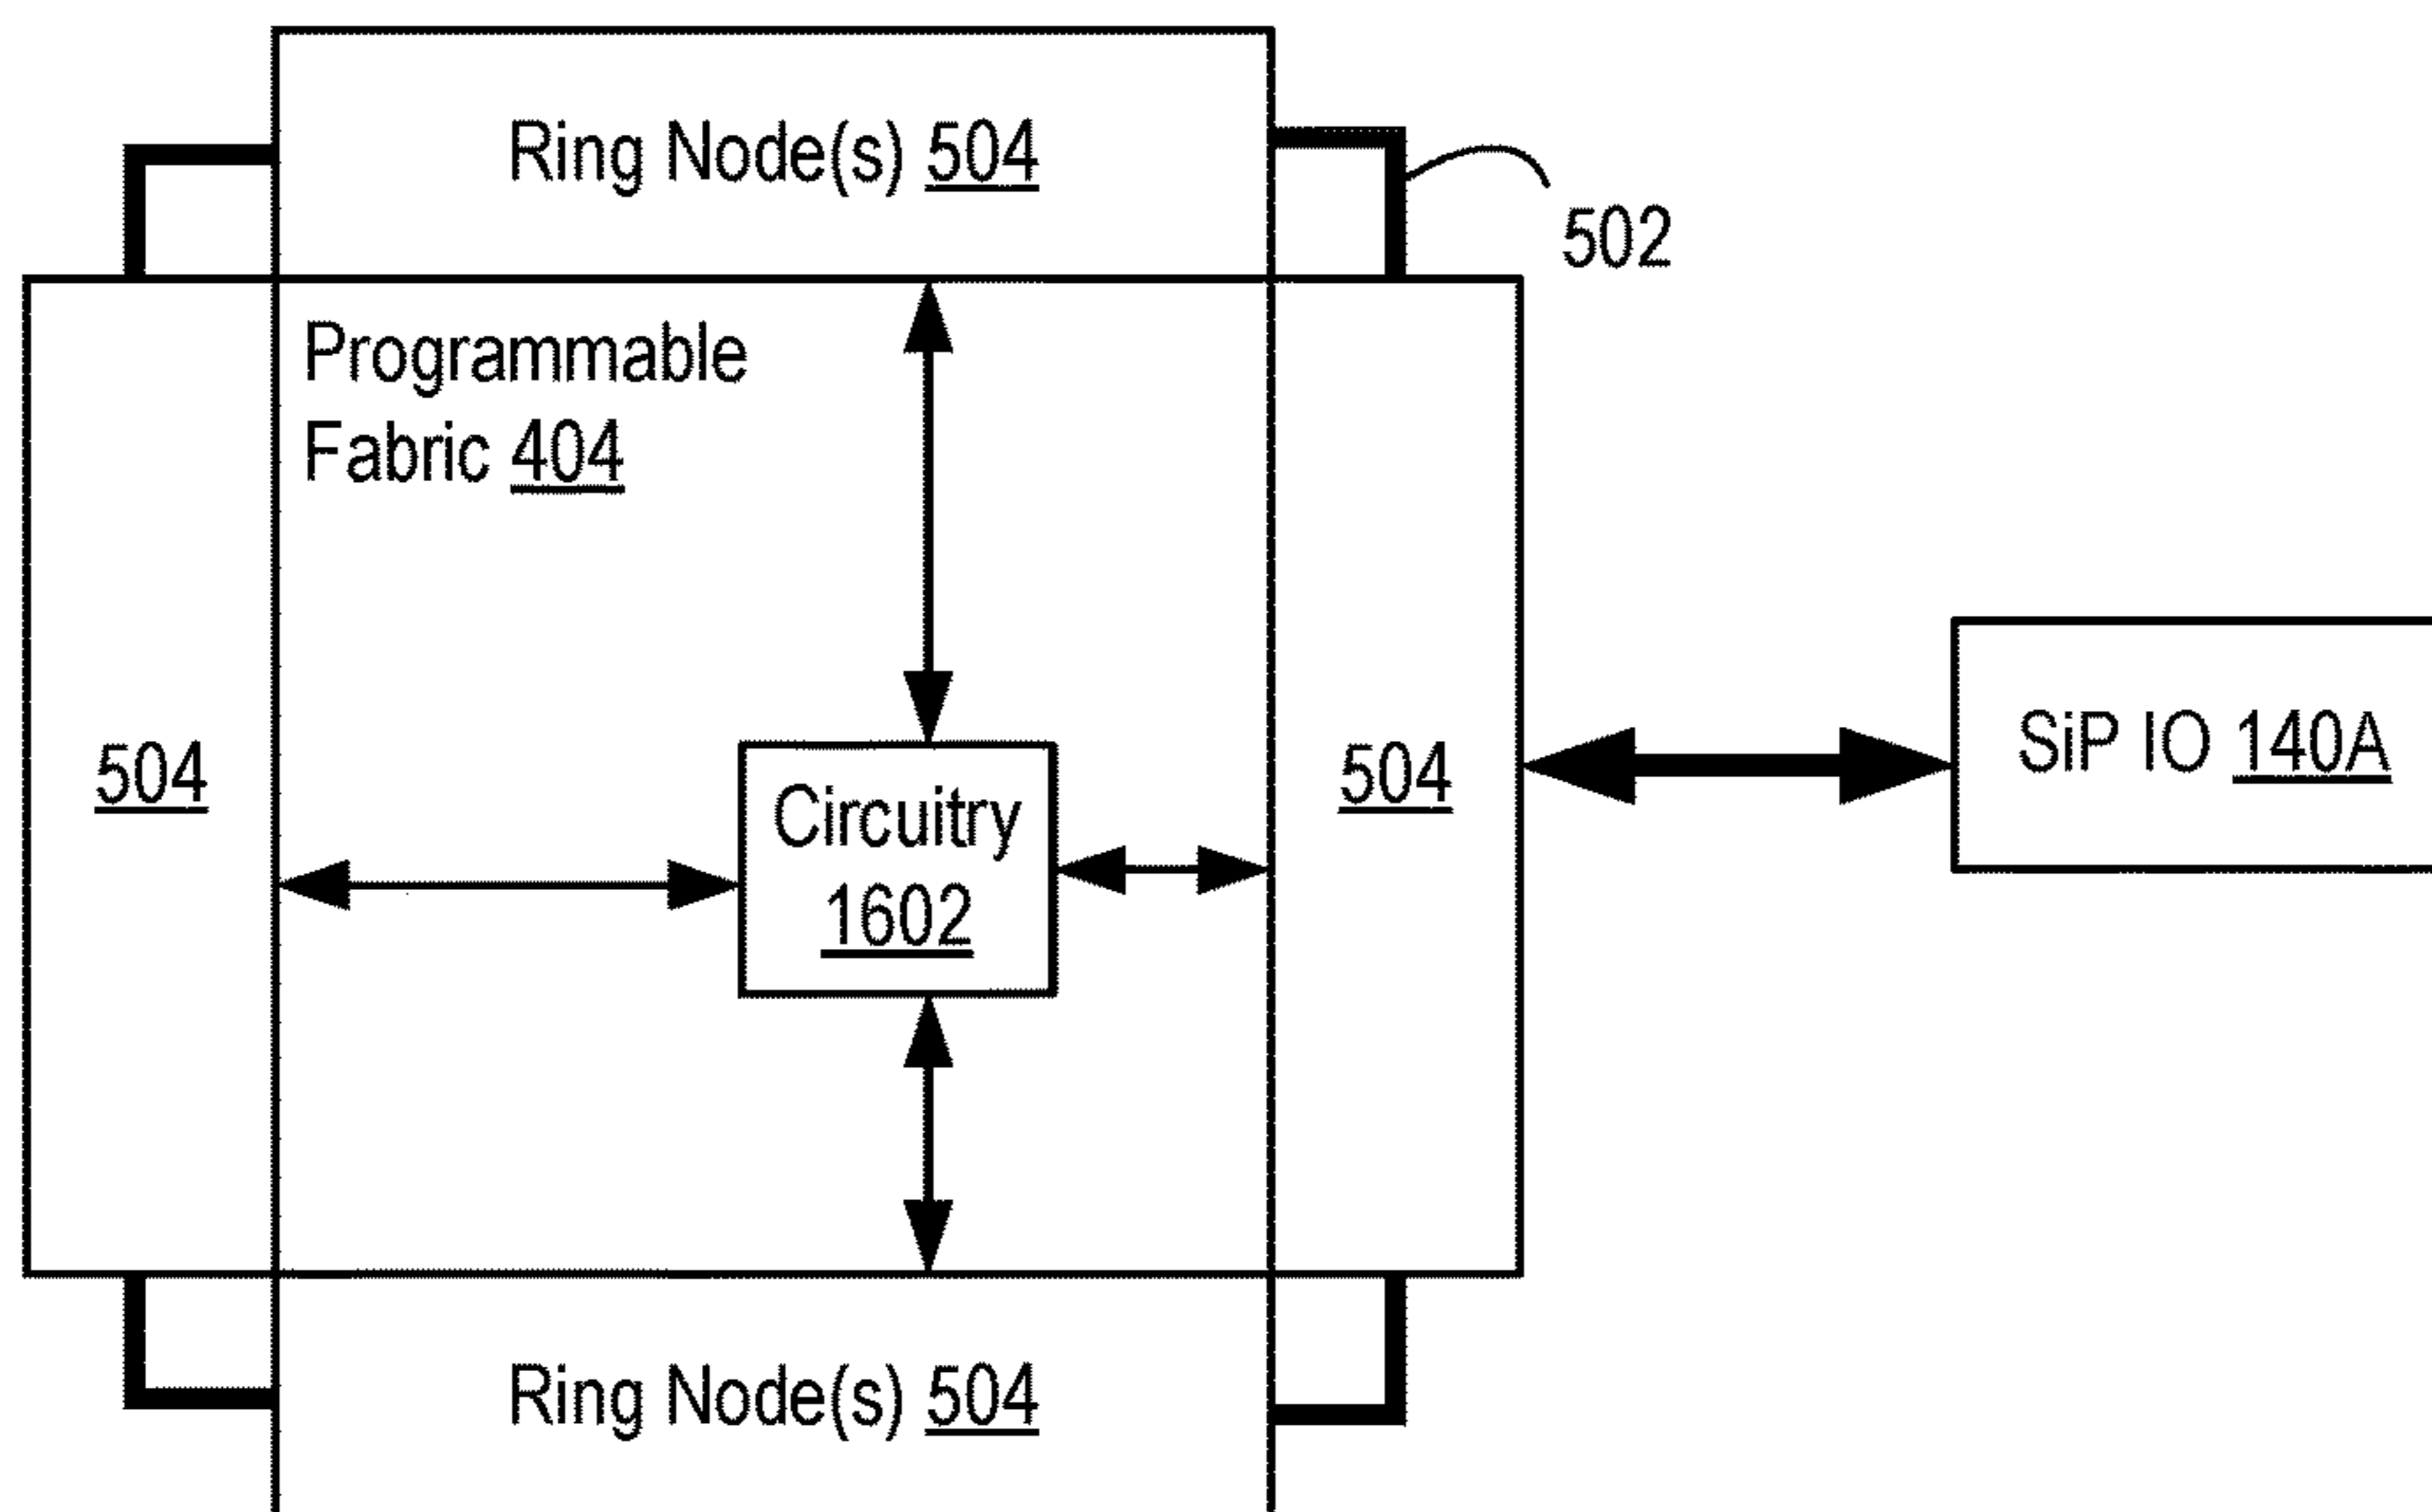 Ring Node(s) 504
502
Programmable
Fabric 404
504
Circuitry
1602
504
SiP IO 140A
Ring Node(s) 504